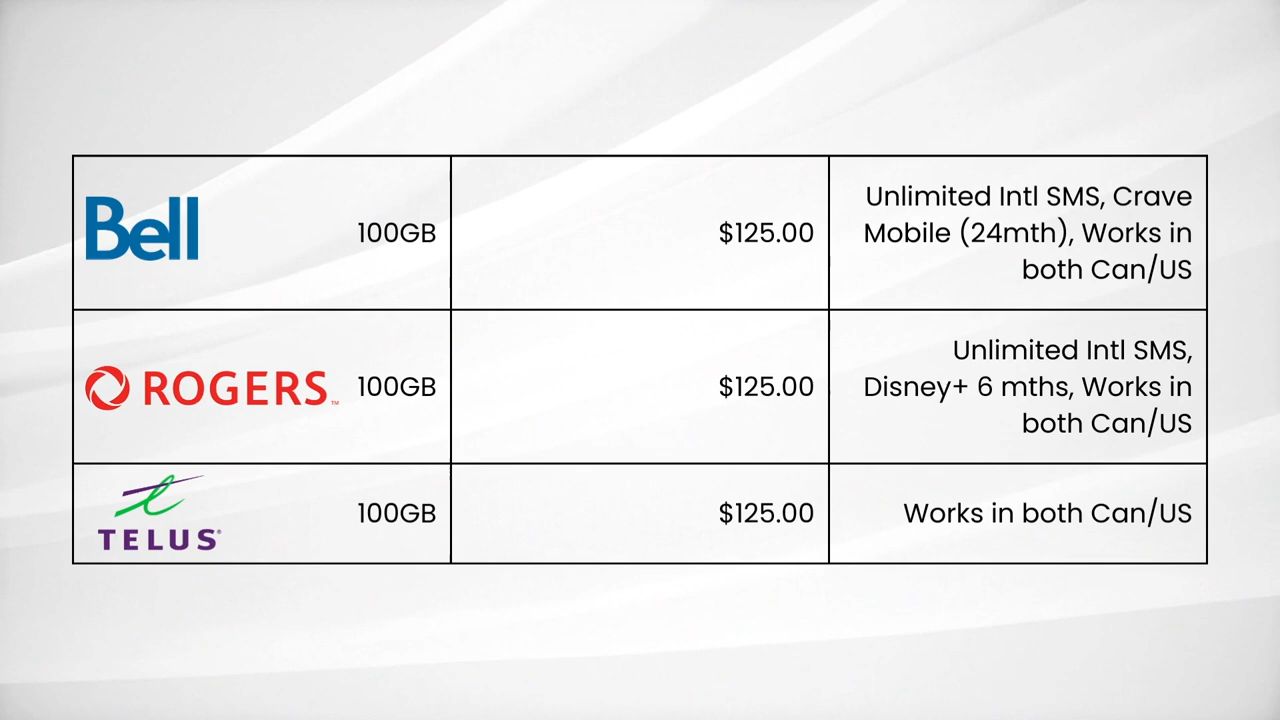 Bell 100GB $125.00 Unlimited Intl SMS, Crave
Mobile (24mth), Works in
both Can/US
ROGERS™ 100GB $125.00 Unlimited Intl SMS,
Disney+ 6 mths, Works in
both Can/US
TELUS® 100GB $125.00 Works in both Can/US